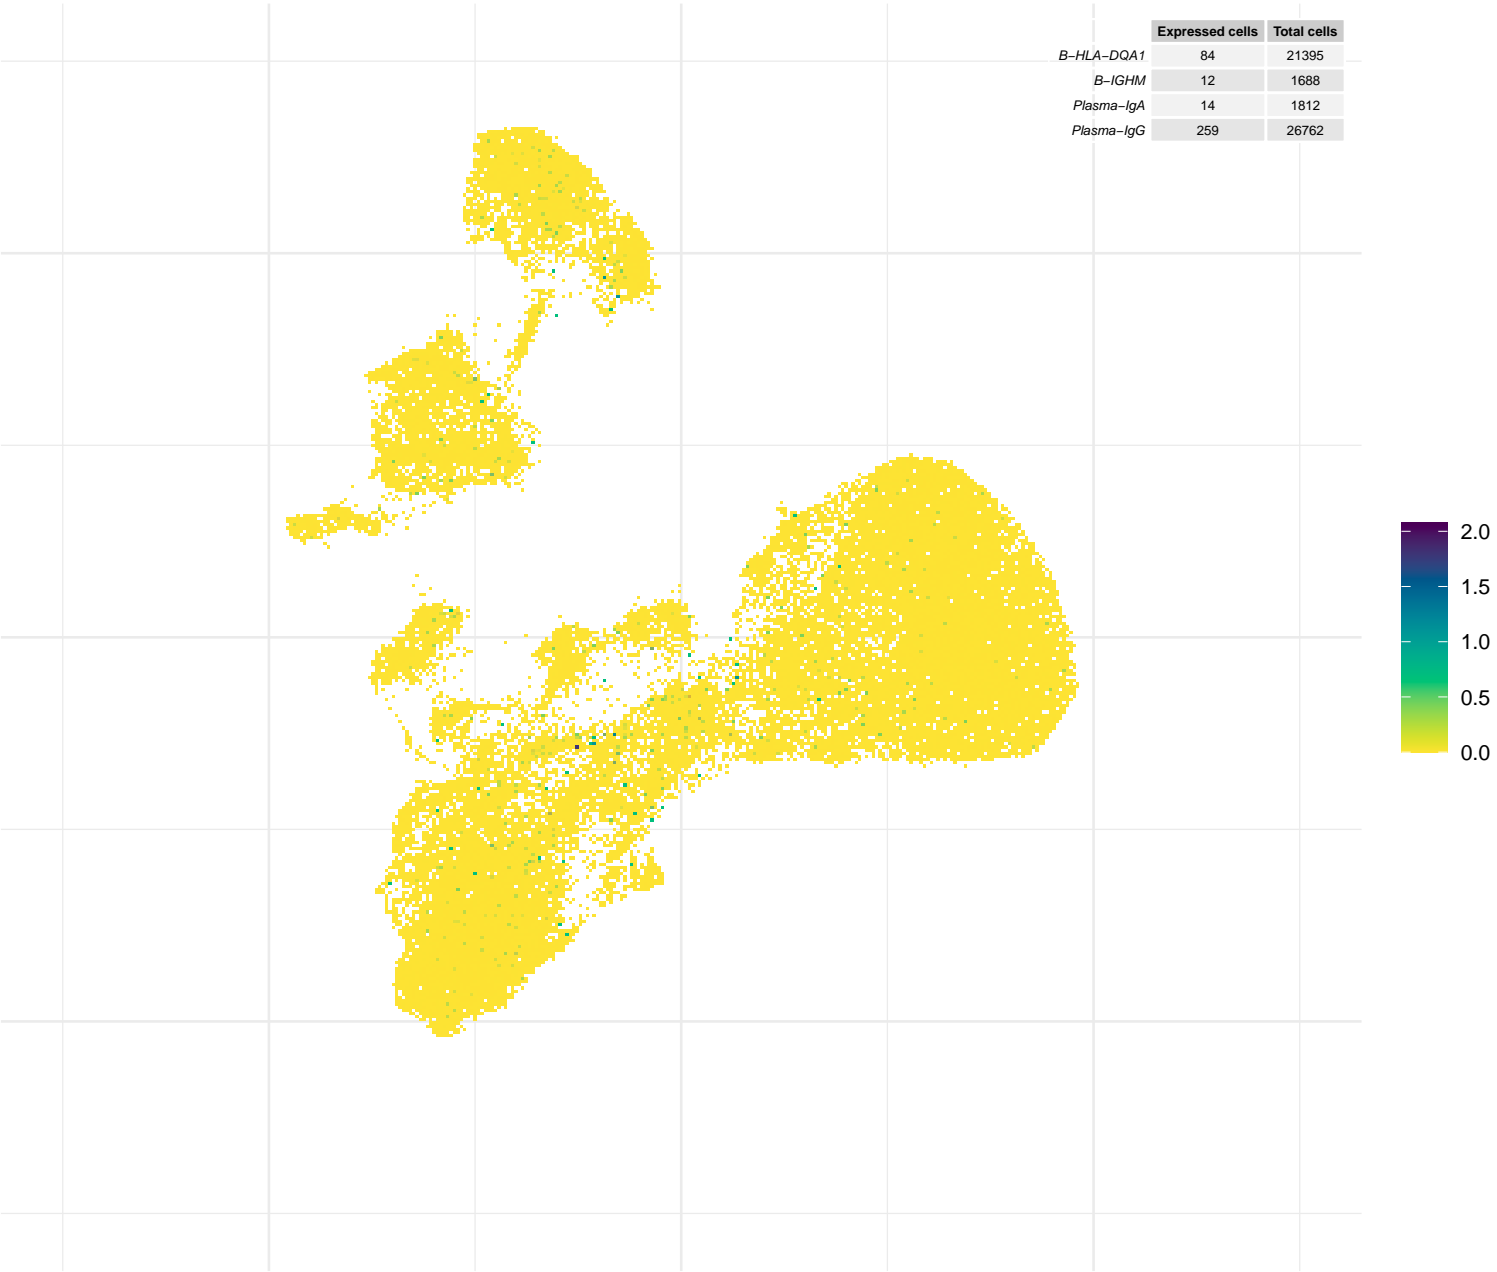 Expressed cells Total cells
B−HLA−DQA1 84 21395
B−IGHM 12 1688
Plasma−IgA 14 1812
Plasma−IgG 259 26762
2.0
1.5
1.0
0.5
0.0